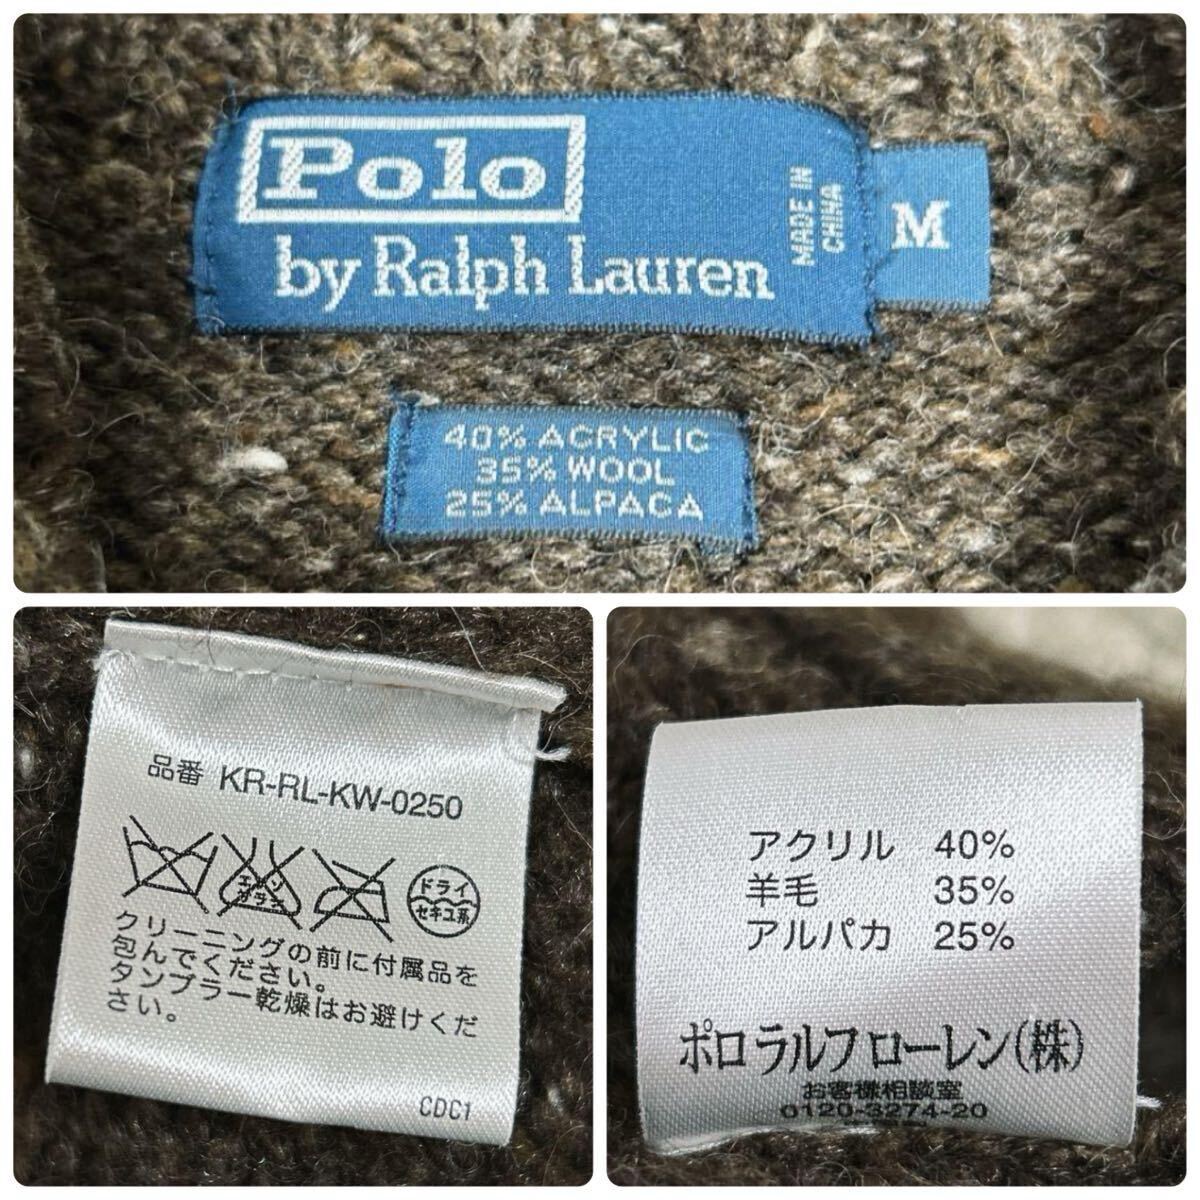 Polo
by Ralph Lauren
MADE IN
CHINA
M
40% ACRYLIC
35% WOOL
25% ALPACA
品番 KR-RL-KW-0250
エンソ
サラシ
ドライ
セキユ系
クリーニングの前に付属品を
包んでください。
タンブラー乾燥はお避けくだ
さい。
CDC1
アクリル 40%
羊毛 35%
アルパカ 25%
ポロ ラルフ ローレン(株)
お客様相談室
0120-3274-20